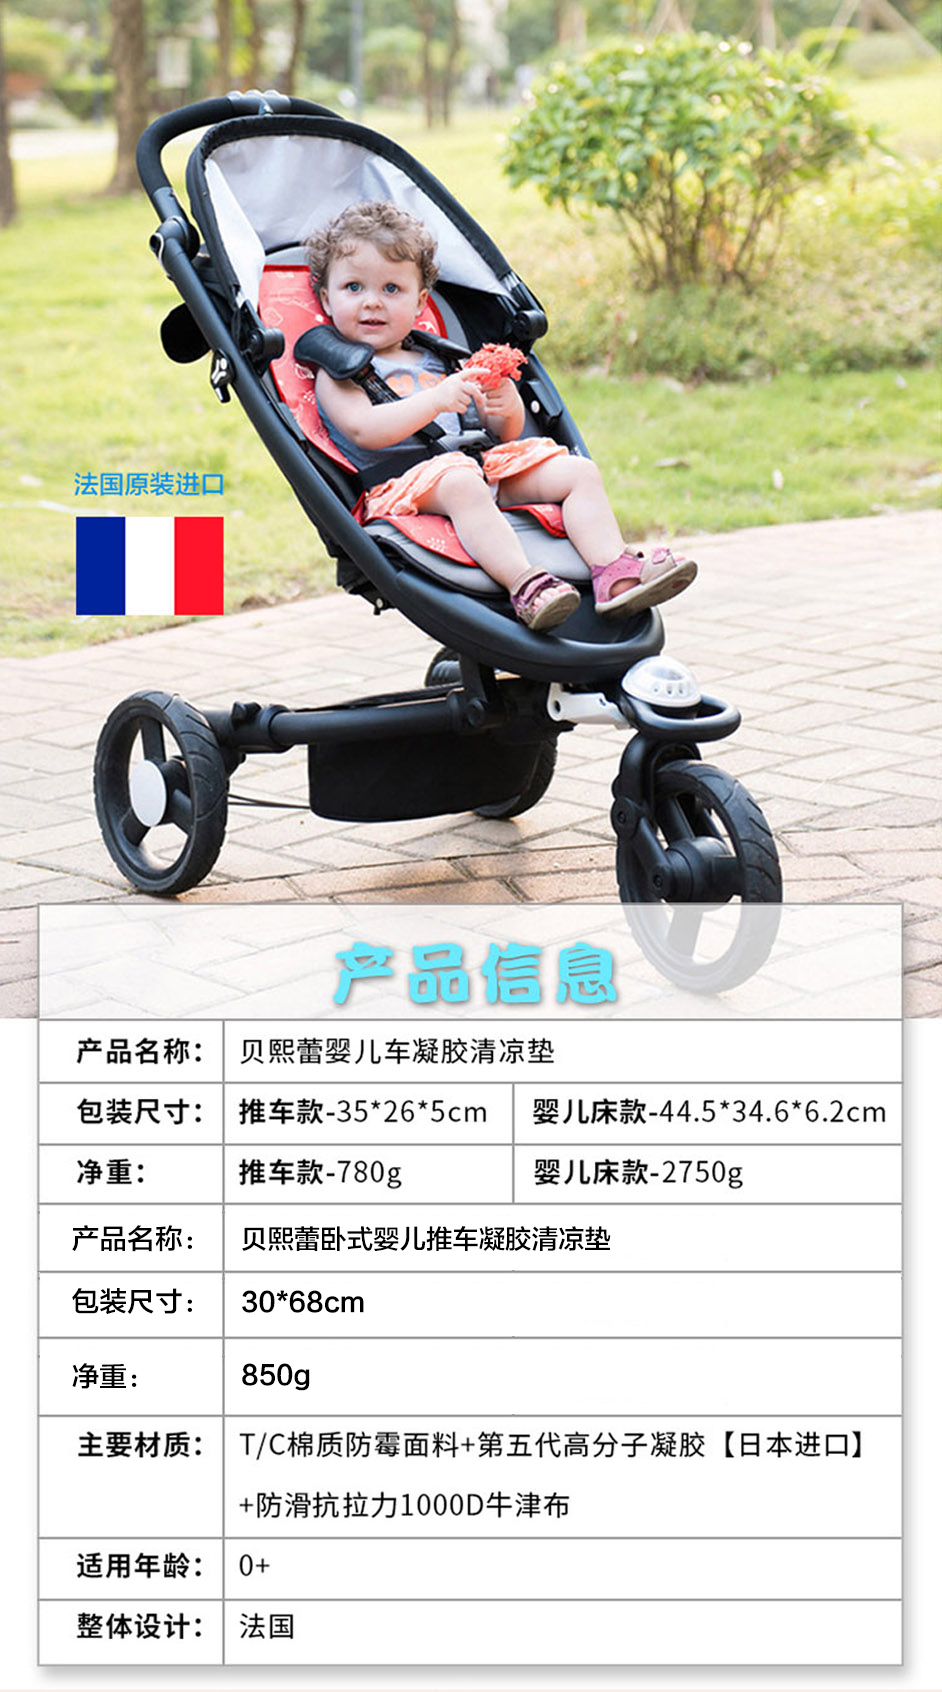 法国原装进口
产品信息
产品名称： 贝熙蕾婴儿车凝胶清凉垫
包装尺寸： 推车款-35*26*5cm 婴儿床款-44.5*34.6*6.2cm
净重： 推车款-780g 婴儿床款-2750g
产品名称： 贝熙蕾卧式婴儿推车凝胶清凉垫
包装尺寸： 30*68cm
净重： 850g
主要材质： T/C棉质防霉面料+第五代高分子凝胶【日本进口】
+防滑抗拉力1000D牛津布
适用年龄： 0+
整体设计： 法国